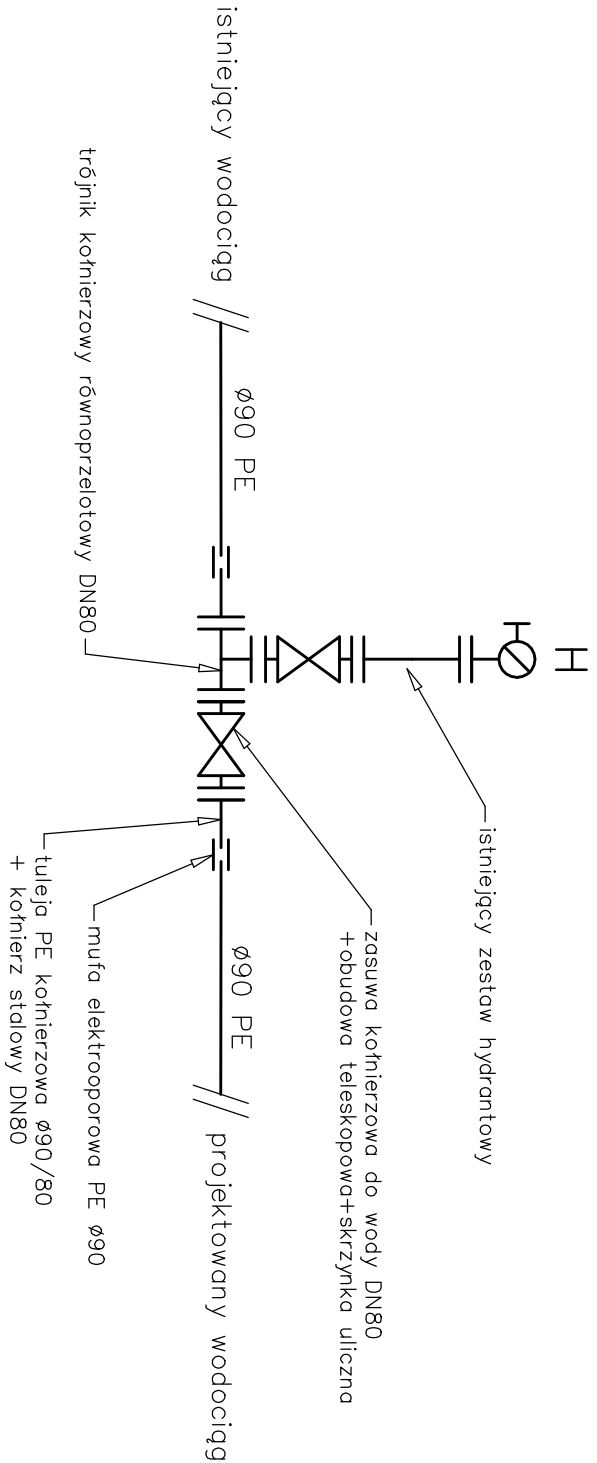 H
istniejący zestaw hydrantowy
zasuwa kołnierzowa do wody DN80
+obudowa teleskopowa+skrzynka uliczna
istniejący wodociąg
Ø90 PE
Ø90 PE
projektowany wodociąg
trójnik kołnierzowy równoprzelotowy DN80
mufa elektrooporowa PE Ø90
tuleja PE kołnierzowa Ø90/80
+ kołnierz stalowy DN80